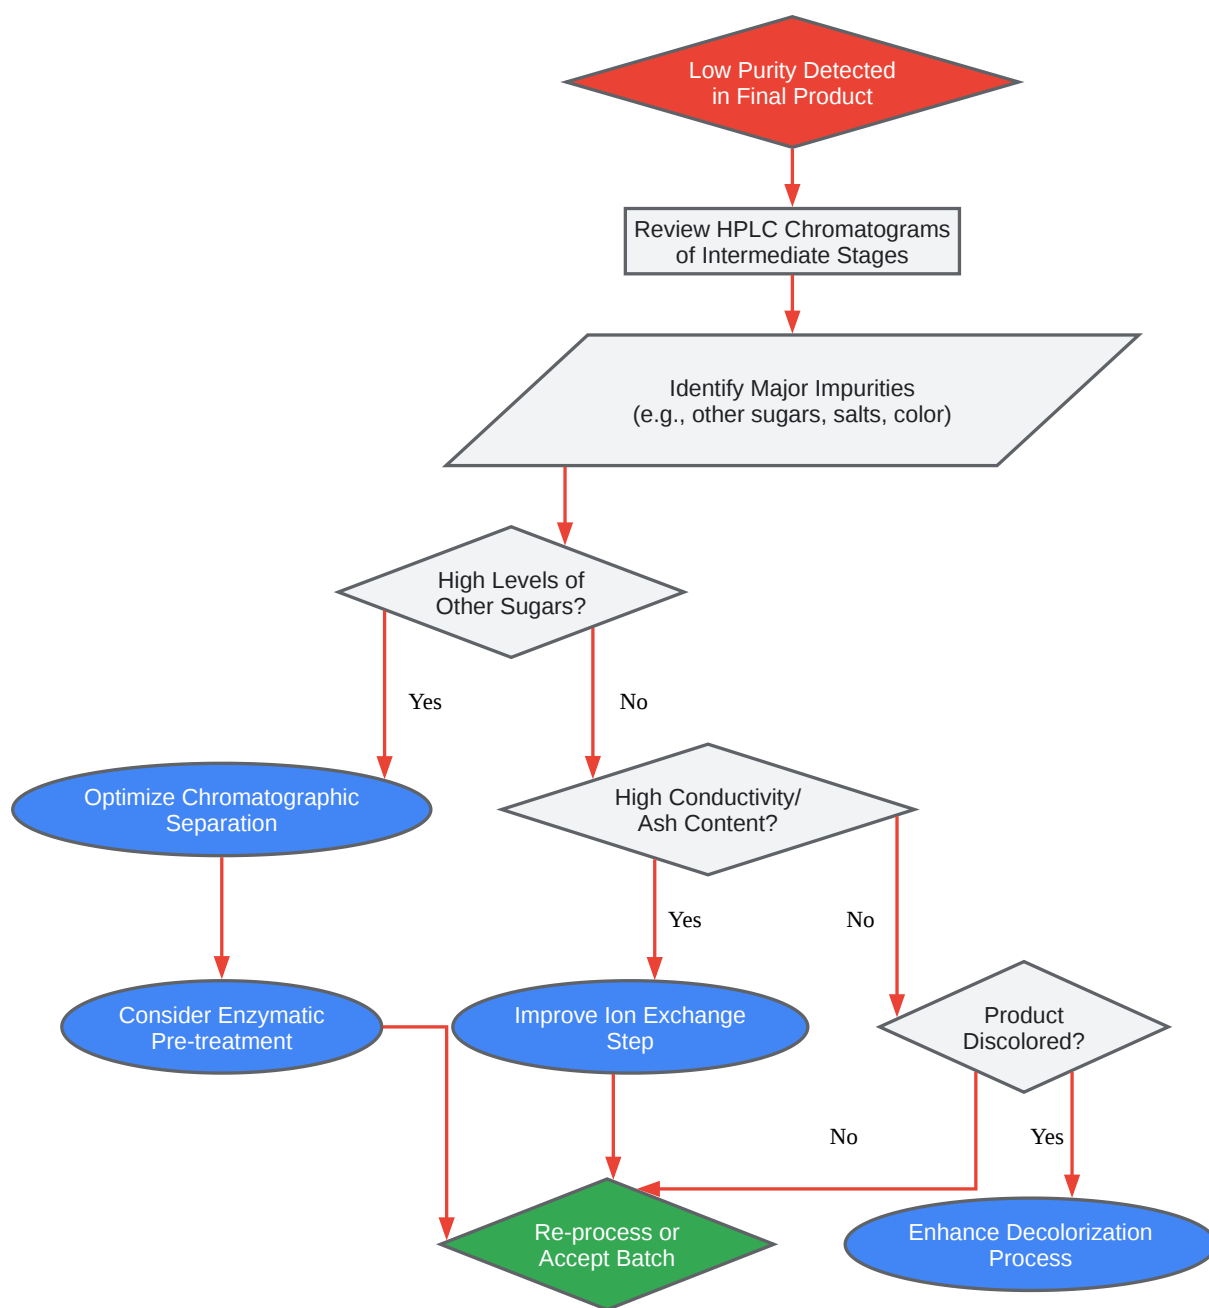 Low Purity Detected
in Final Product
Review HPLC Chromatograms
of Intermediate Stages
Identify Major Impurities
(e.g., other sugars, salts, color)
High Levels of
Other Sugars?
Yes
No
Optimize Chromatographic
Separation
High Conductivity/
Ash Content?
Yes
No
Consider Enzymatic
Pre-treatment
Improve Ion Exchange
Step
Product
Discolored?
No
Yes
Re-process or
Accept Batch
Enhance Decolorization
Process